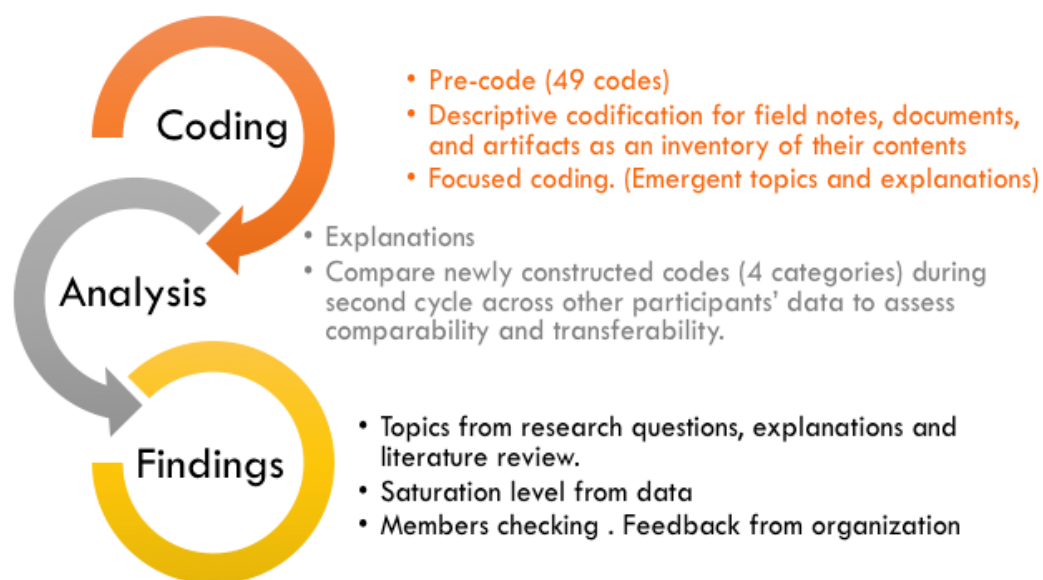 Coding
• Pre-code (49 codes)
• Descriptive codification for field notes, documents,
and artifacts as an inventory of their contents
• Focused coding. (Emergent topics and explanations)
Analysis
• Explanations
• Compare newly constructed codes (4 categories) during
second cycle across other participants’ data to assess
comparability and transferability.
Findings
• Topics from research questions, explanations and
literature review.
• Saturation level from data
• Members checking . Feedback from organization